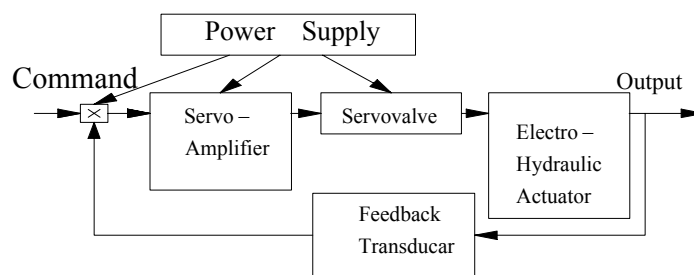 Power Supply
Command
Output
Servo –
Amplifier
Servovalve
Electro –
Hydraulic
Actuator
Feedback
Transducar